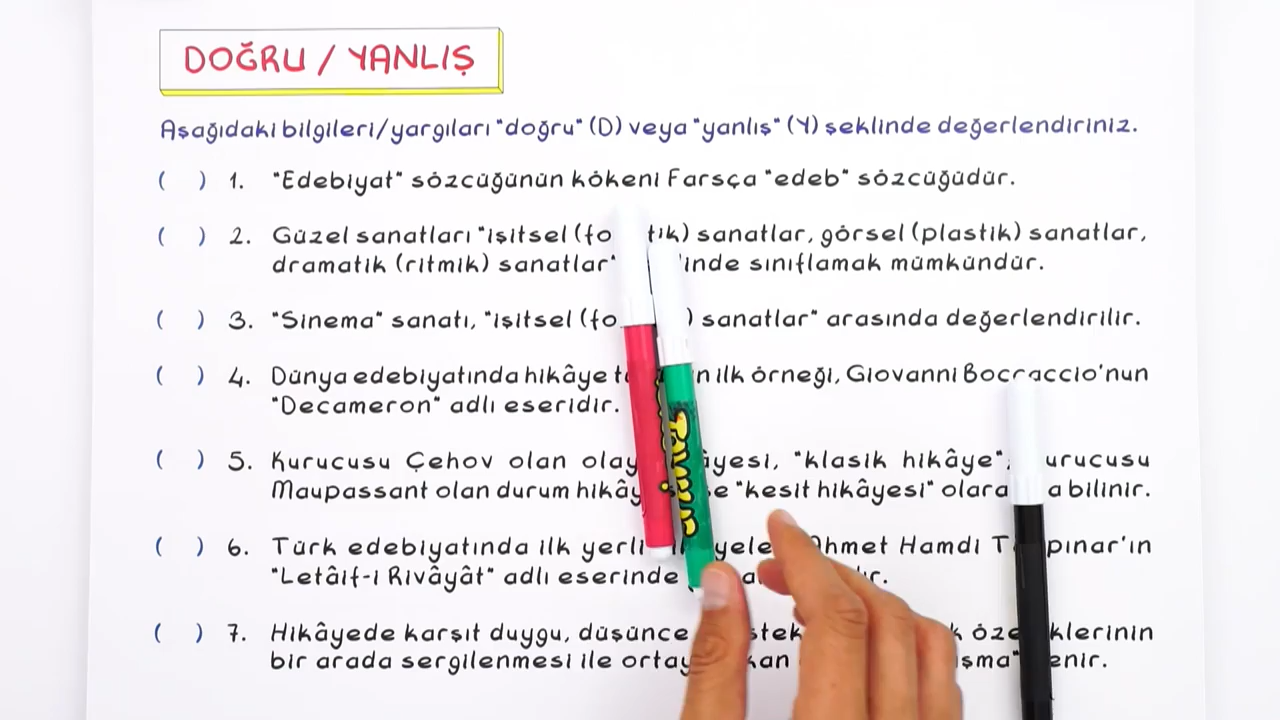 DOĞRU / YANLIŞ
Aşağıdaki bilgileri/yargıları "doğru" (D) veya "yanlış" (Y) şeklinde değerlendiriniz.
( ) 1. "Edebiyat" sözcüğünün kökeni Farsça "edeb" sözcüğüdür.
( ) 2. Güzel sanatları "işitsel (fo tik) sanatlar, görsel (plastik) sanatlar,
dramatik (ritmik) sanatlar" inde sınıflamak mümkündür.
( ) 3. "Sinema" sanatı, "işitsel (fo ) sanatlar" arasında değerlendirilir.
( ) 4. Dünya edebiyatında hikâye n ilk örneği, Giovanni Boccaccio'nun
"Decameron" adlı eseridir.
( ) 5. Kurucusu Çehov olan olay âyesi, "klasik hikâye"; urucusu
Maupassant olan durum hikây e "kesit hikâyesi" olara a bilinir.
( ) 6. Türk edebiyatında ilk yerli Ahmet Hamdi T pınar'ın
"Letâif-i Rivâyât" adlı eserinde
( ) 7. Hikâyede karşıt duygu, düşünce öze klerinin
bir arada sergilenmesi ile ortay kan şma" enir.